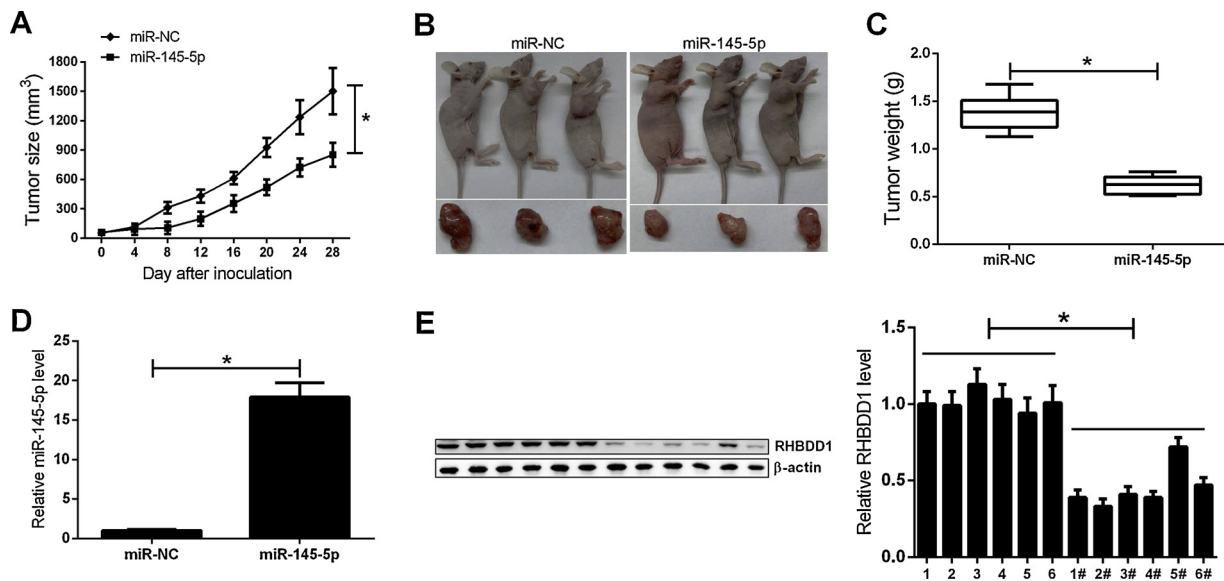 A
miR-NC
miR-145-5p
Tumor size (mm³)
1800
1500
1200
900
600
300
0
*
0 4 8 12 16 20 24 28
Day after inoculation
B
miR-NC miR-145-5p
C
Tumor weight (g)
2.0
1.5
1.0
0.5
0.0
*
miR-NC miR-145-5p
D
Relative miR-145-5p level
25
20
15
10
5
0
*
miR-NC miR-145-5p
E
RHBDD1
β-actin
Relative RHBDD1 level
1.5
1.0
0.5
0.0
*
1 2 3 4 5 6 1# 2# 3# 4# 5# 6#